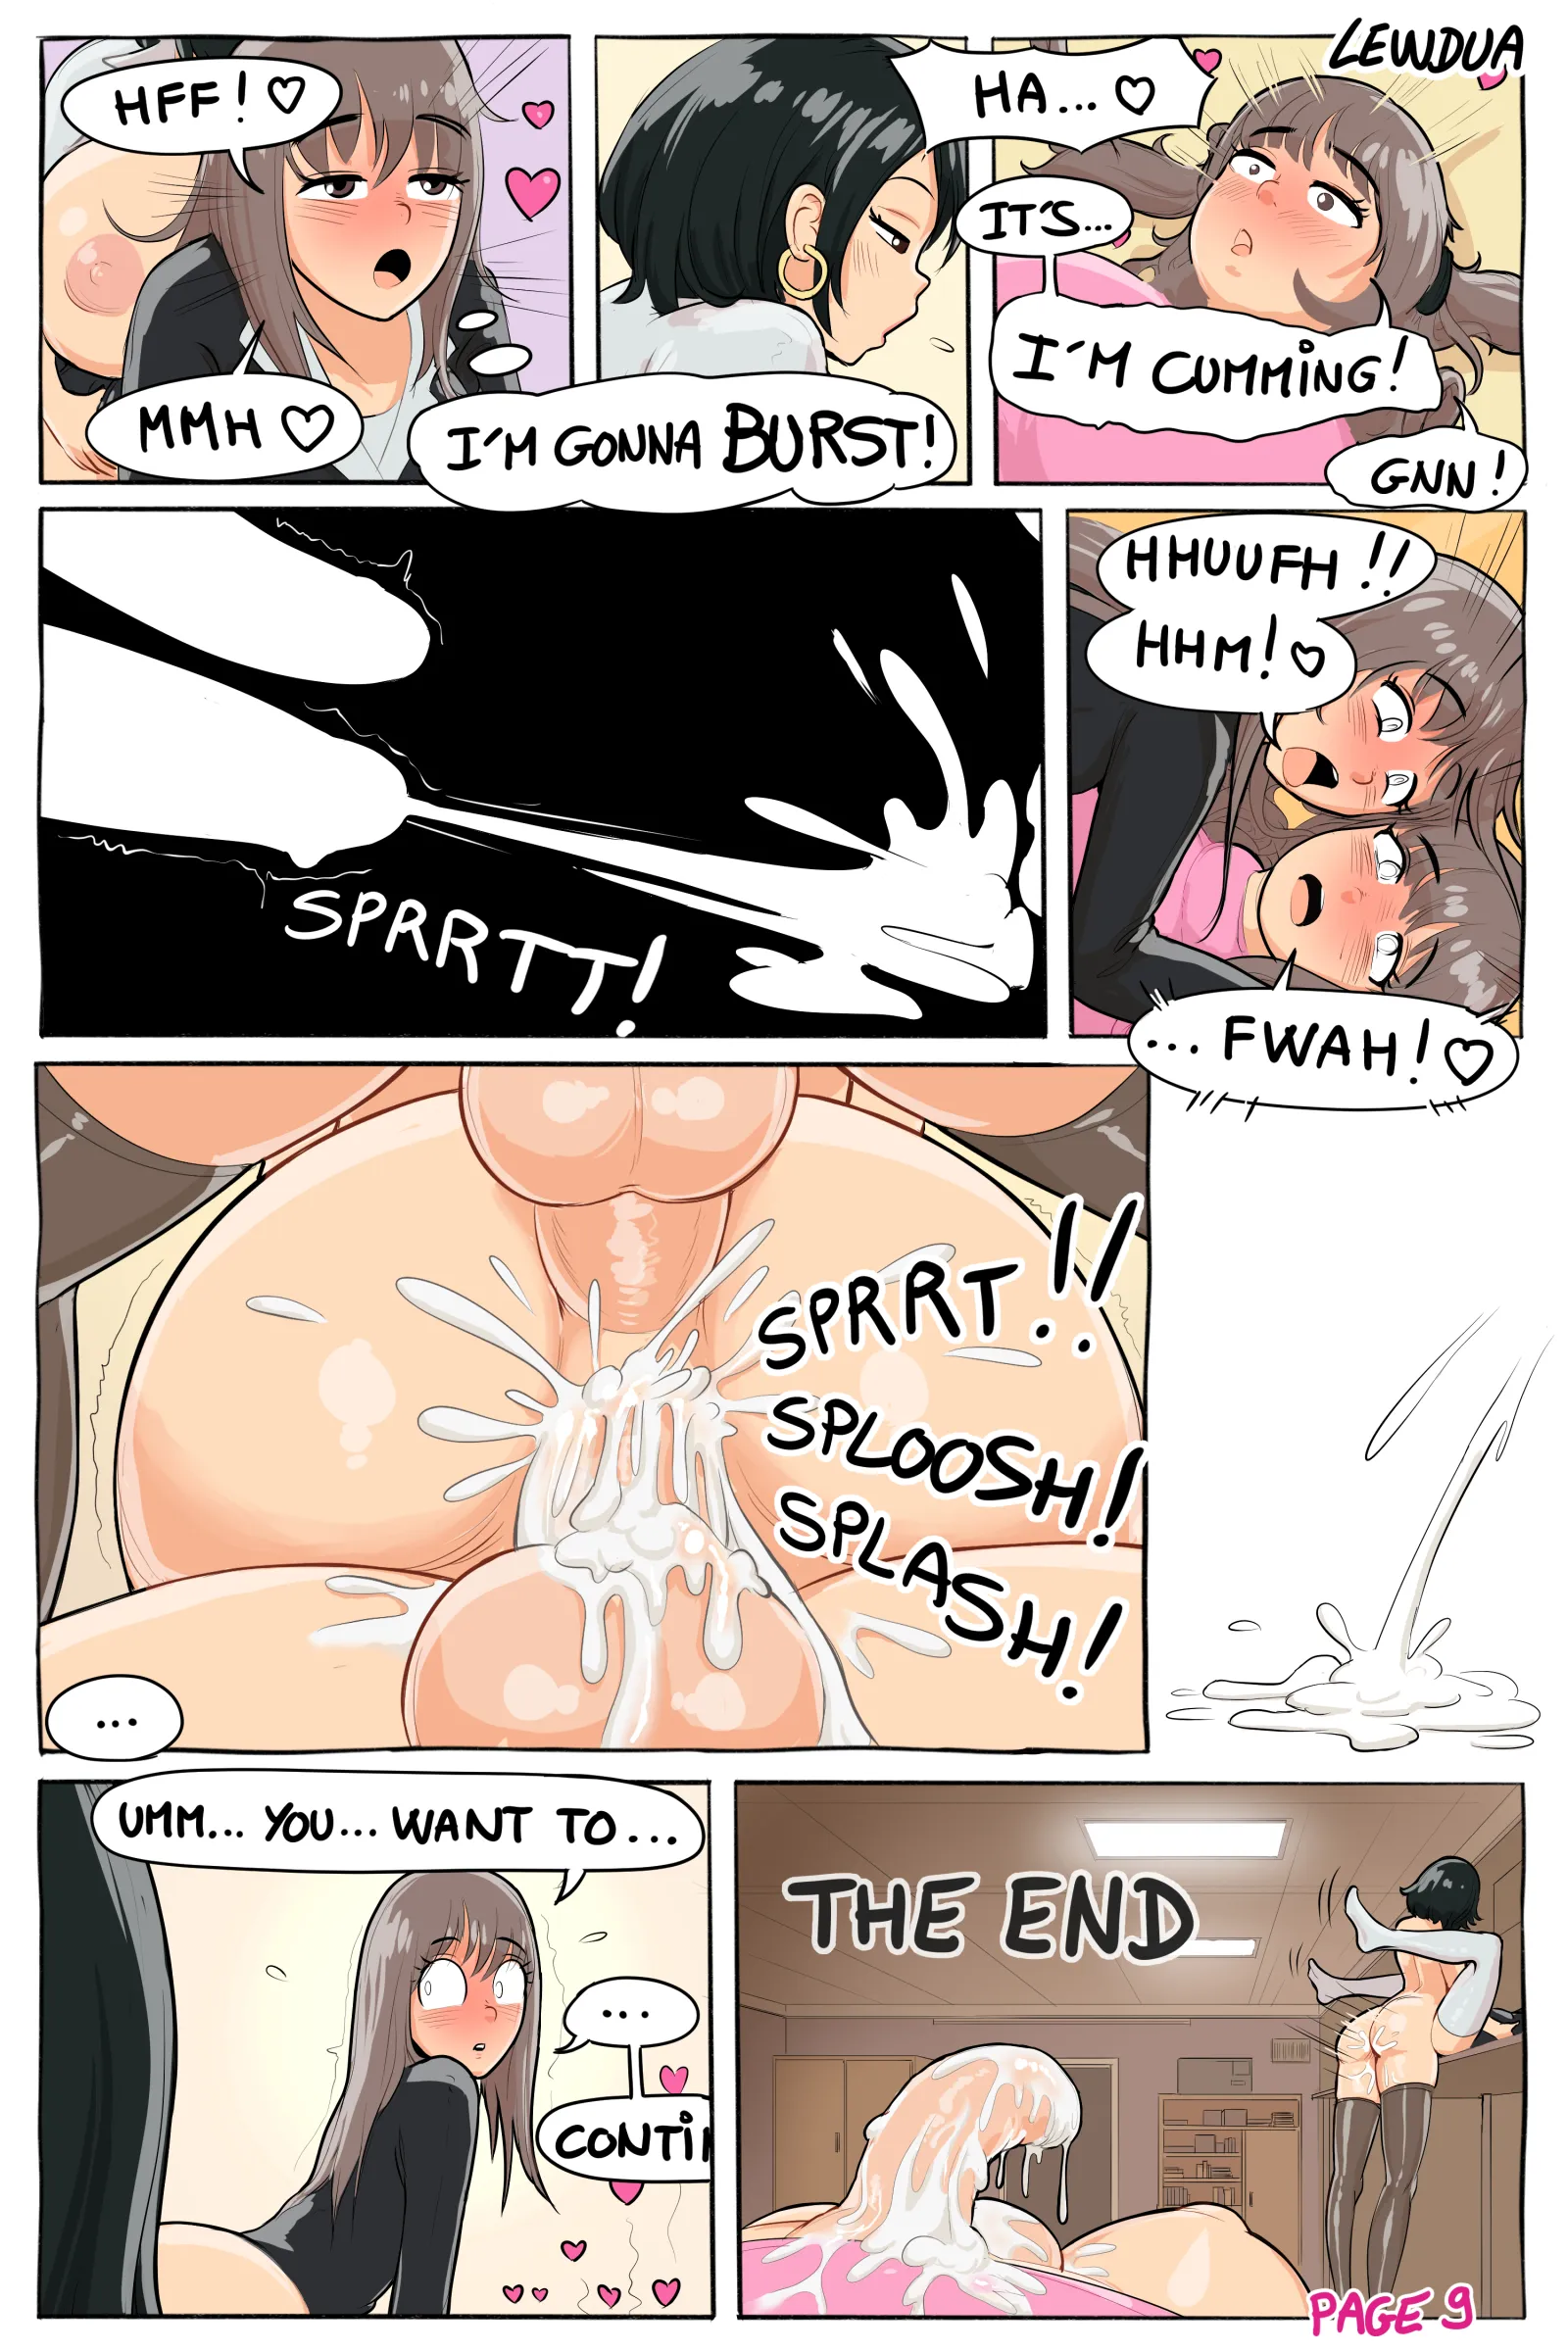 LEWDUA
HFF! ♡
MMH ♡
I'M GONNA BURST!
HA... ♡
IT'S...
I'M CUMMING!
GNN!
SPRRTT!
HHUUFH!!
HHM! ♡
...FWAH! ♡
SPRRT!!
SPLOOSH!
SPLASH!
...
UMM... YOU... WANT TO...
...
CONTI
THE END
PAGE 9